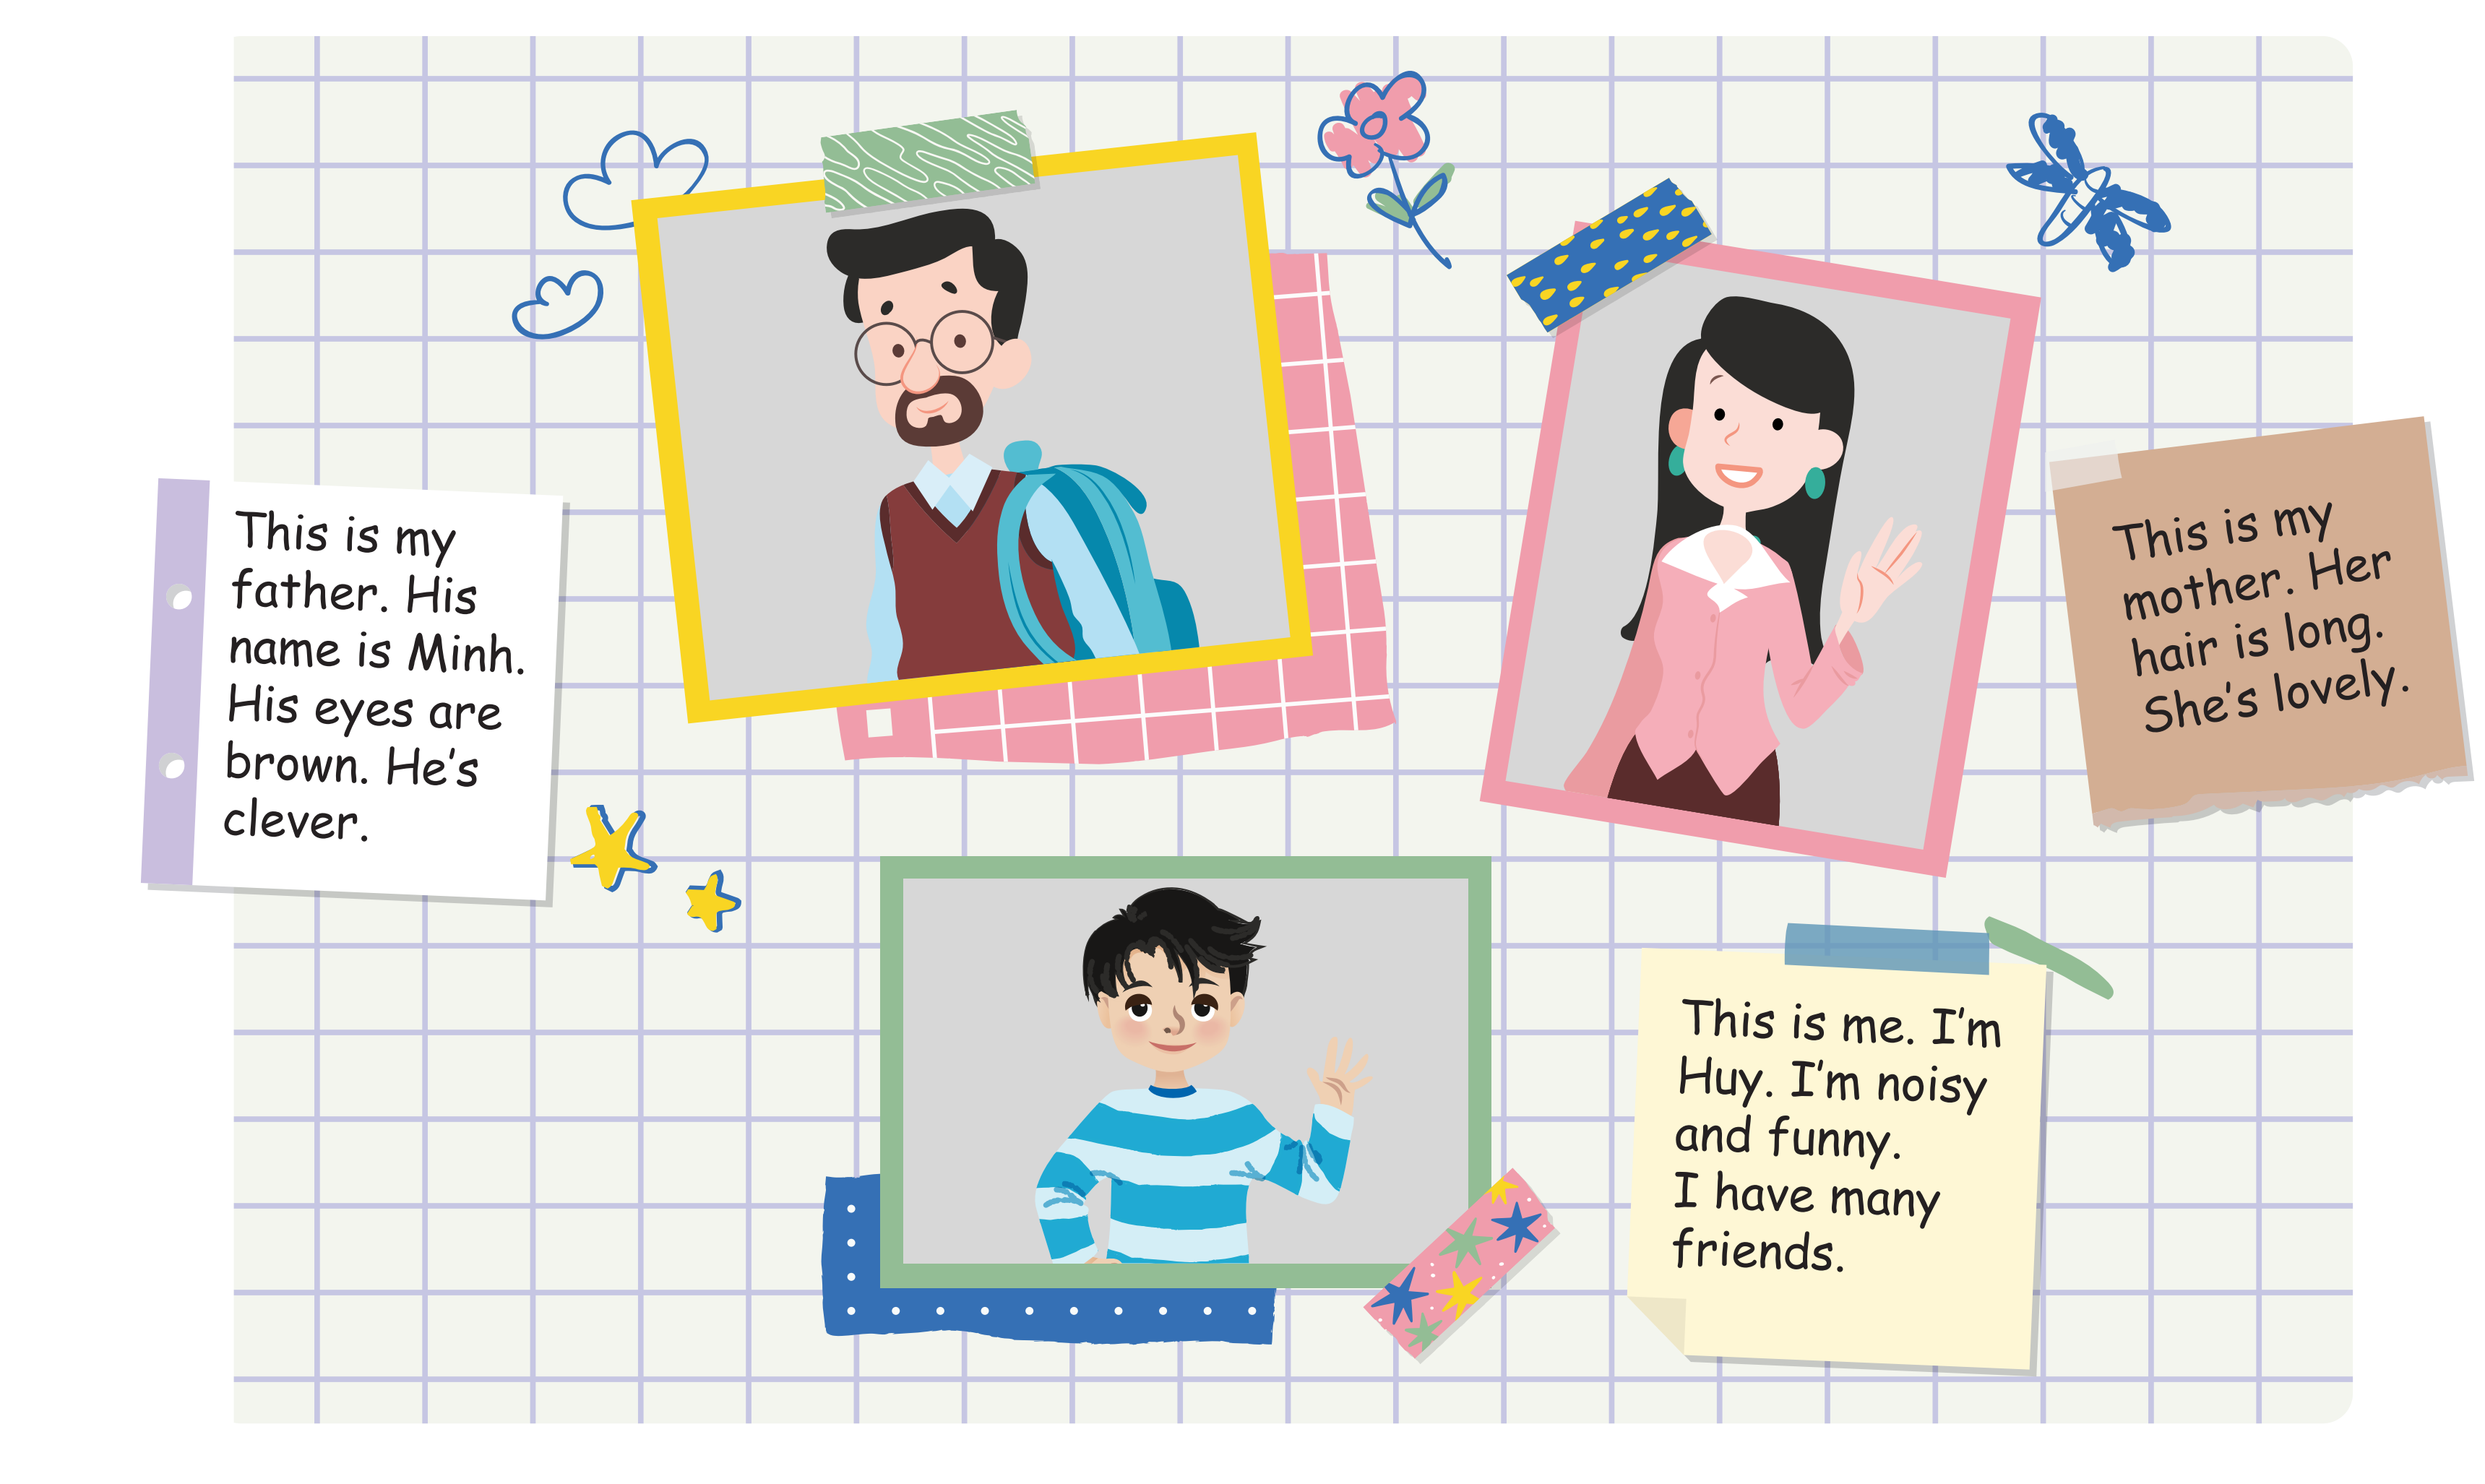 This is my
father. His
name is Minh.
His eyes are
brown. He's
clever.
This is my
mother. Her
hair is long.
She's lovely.
This is me. I'm
Huy. I'm noisy
and funny.
I have many
friends.